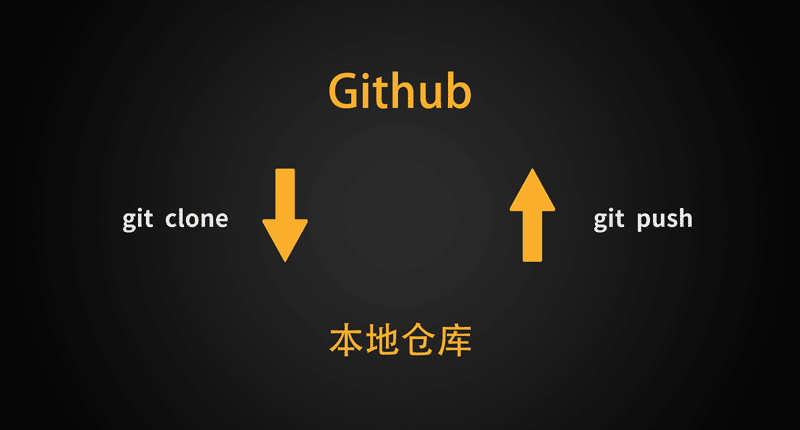 Github
git clone
git push
本地仓库